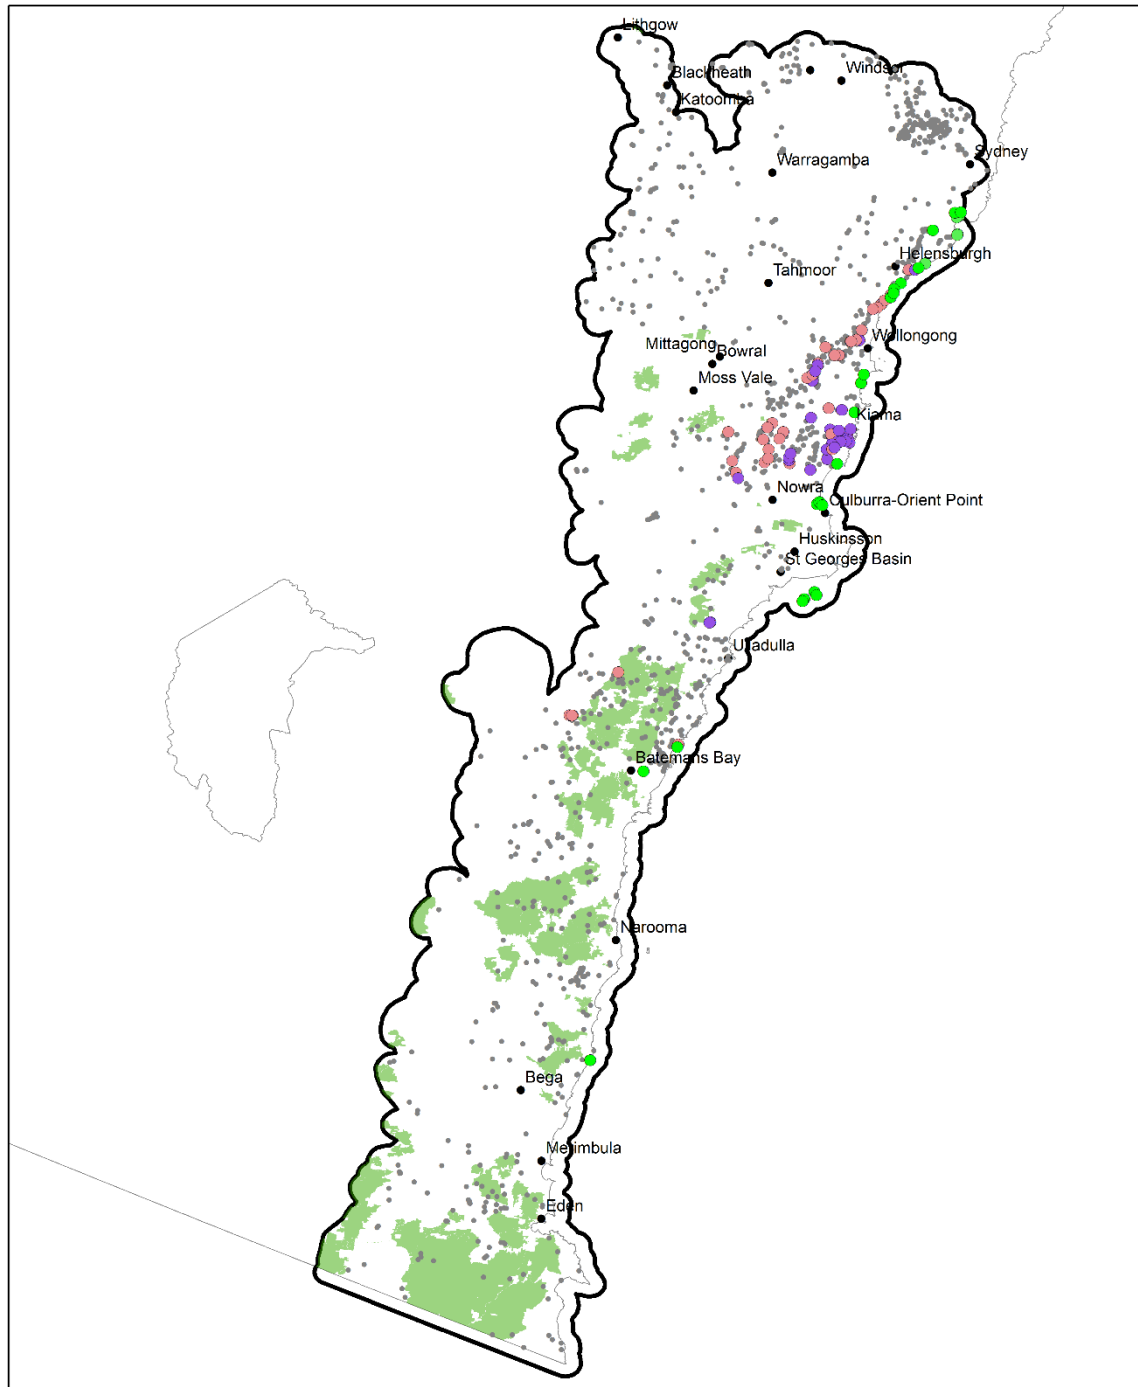 Lithgow
Blackheath
Windsor
Katoomba
Sydney
Warragamba
Helensburgh
Tahmoor
Wollongong
Mittagong
Bowral
Moss Vale
Kiama
Nowra
Culburra-Orient Point
Huskinsson
St Georges Basin
Ulladulla
Batemans Bay
Narooma
Bega
Merimbula
Eden